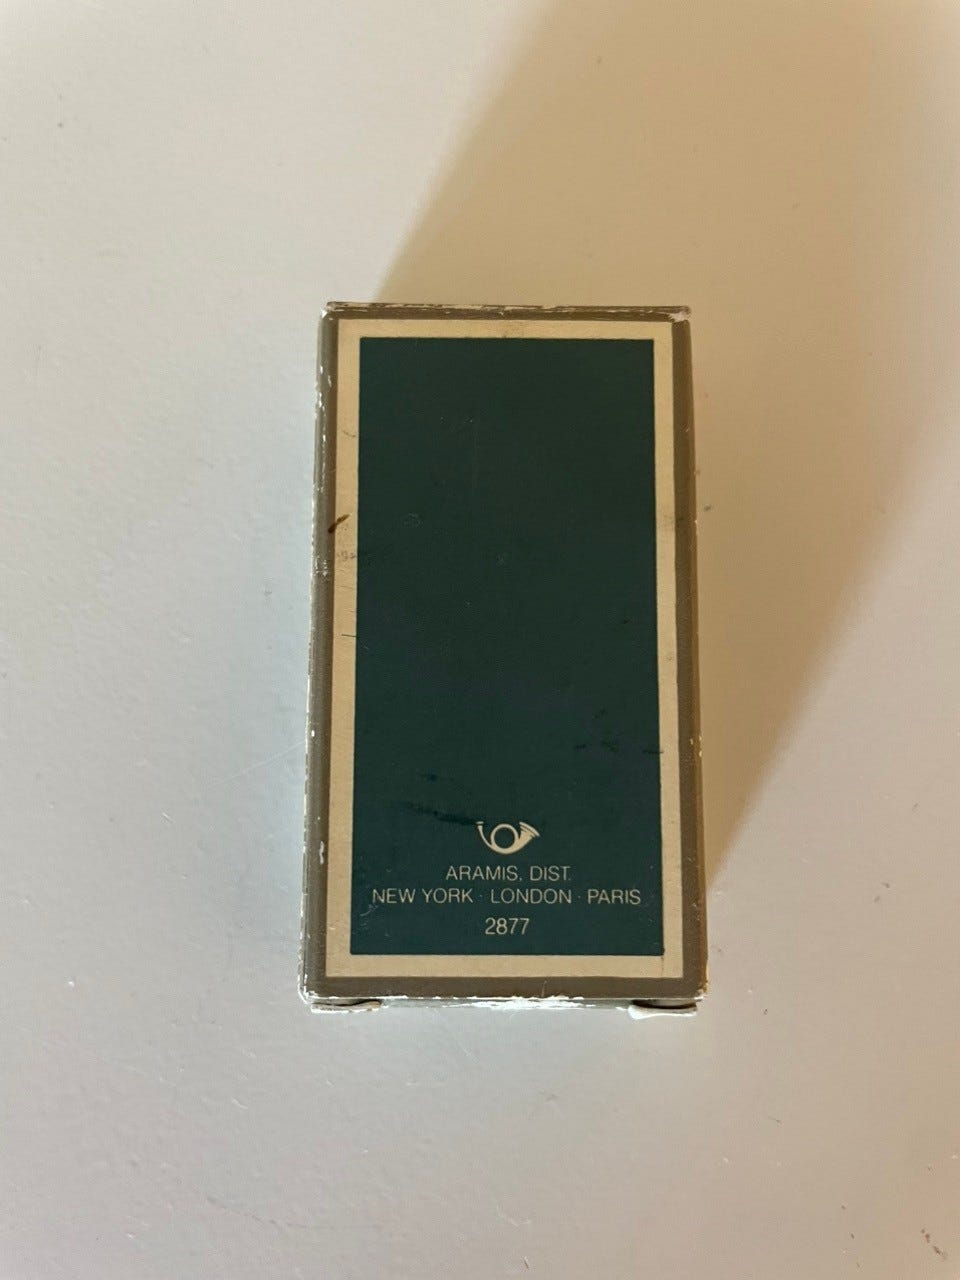 ARAMIS, DIST.
NEW YORK · LONDON · PARIS
2877